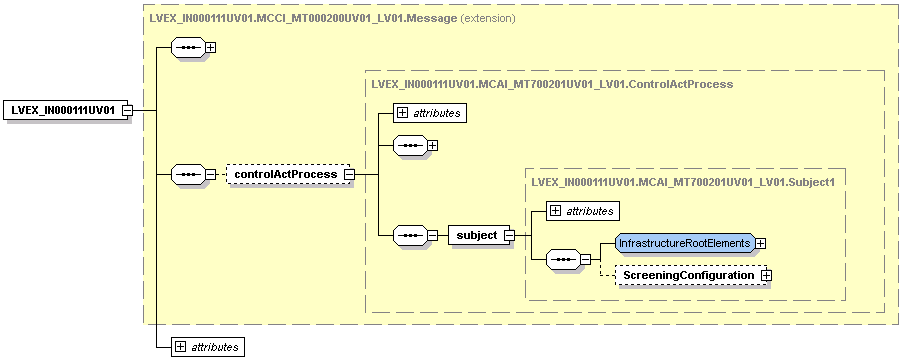 LVEX_IN000111UV01.MCCI_MT000200UV01_LV01.Message (extension)
LVEX_IN000111UV01.MCAI_MT700201UV01_LV01.ControlActProcess
LVEX_IN000111UV01
attributes
controlActProcess
LVEX_IN000111UV01.MCAI_MT700201UV01_LV01.Subject1
attributes
subject
InfrastructureRootElements
ScreeningConfiguration
attributes